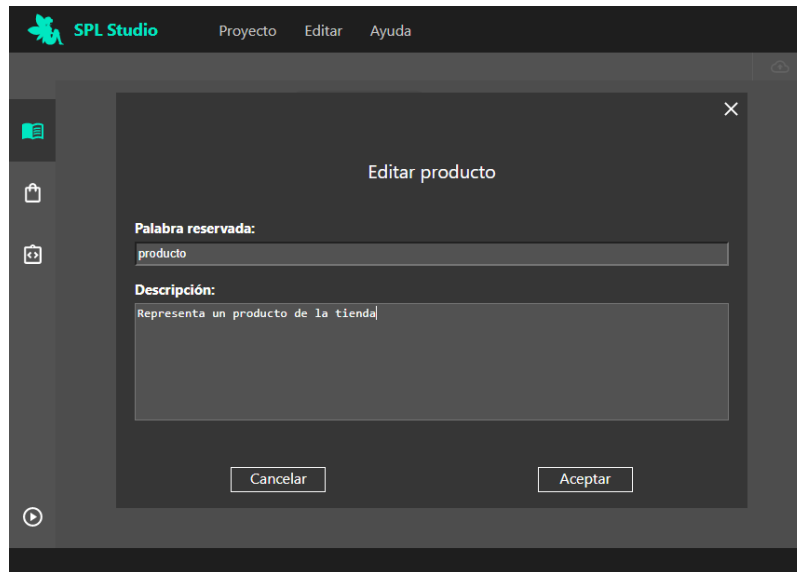 SPL Studio Proyecto Editar Ayuda
Editar producto
Palabra reservada:
producto
Descripción:
Representa un producto de la tienda
Cancelar Aceptar